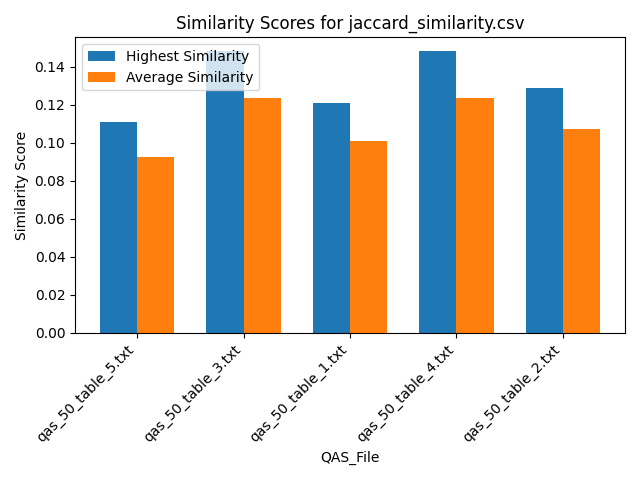 Similarity Scores for jaccard_similarity.csv
Highest Similarity
Average Similarity
Similarity Score
0.14
0.12
0.10
0.08
0.06
0.04
0.02
0.00
qas_50_table_5.txt
qas_50_table_3.txt
qas_50_table_1.txt
qas_50_table_4.txt
qas_50_table_2.txt
QAS_File